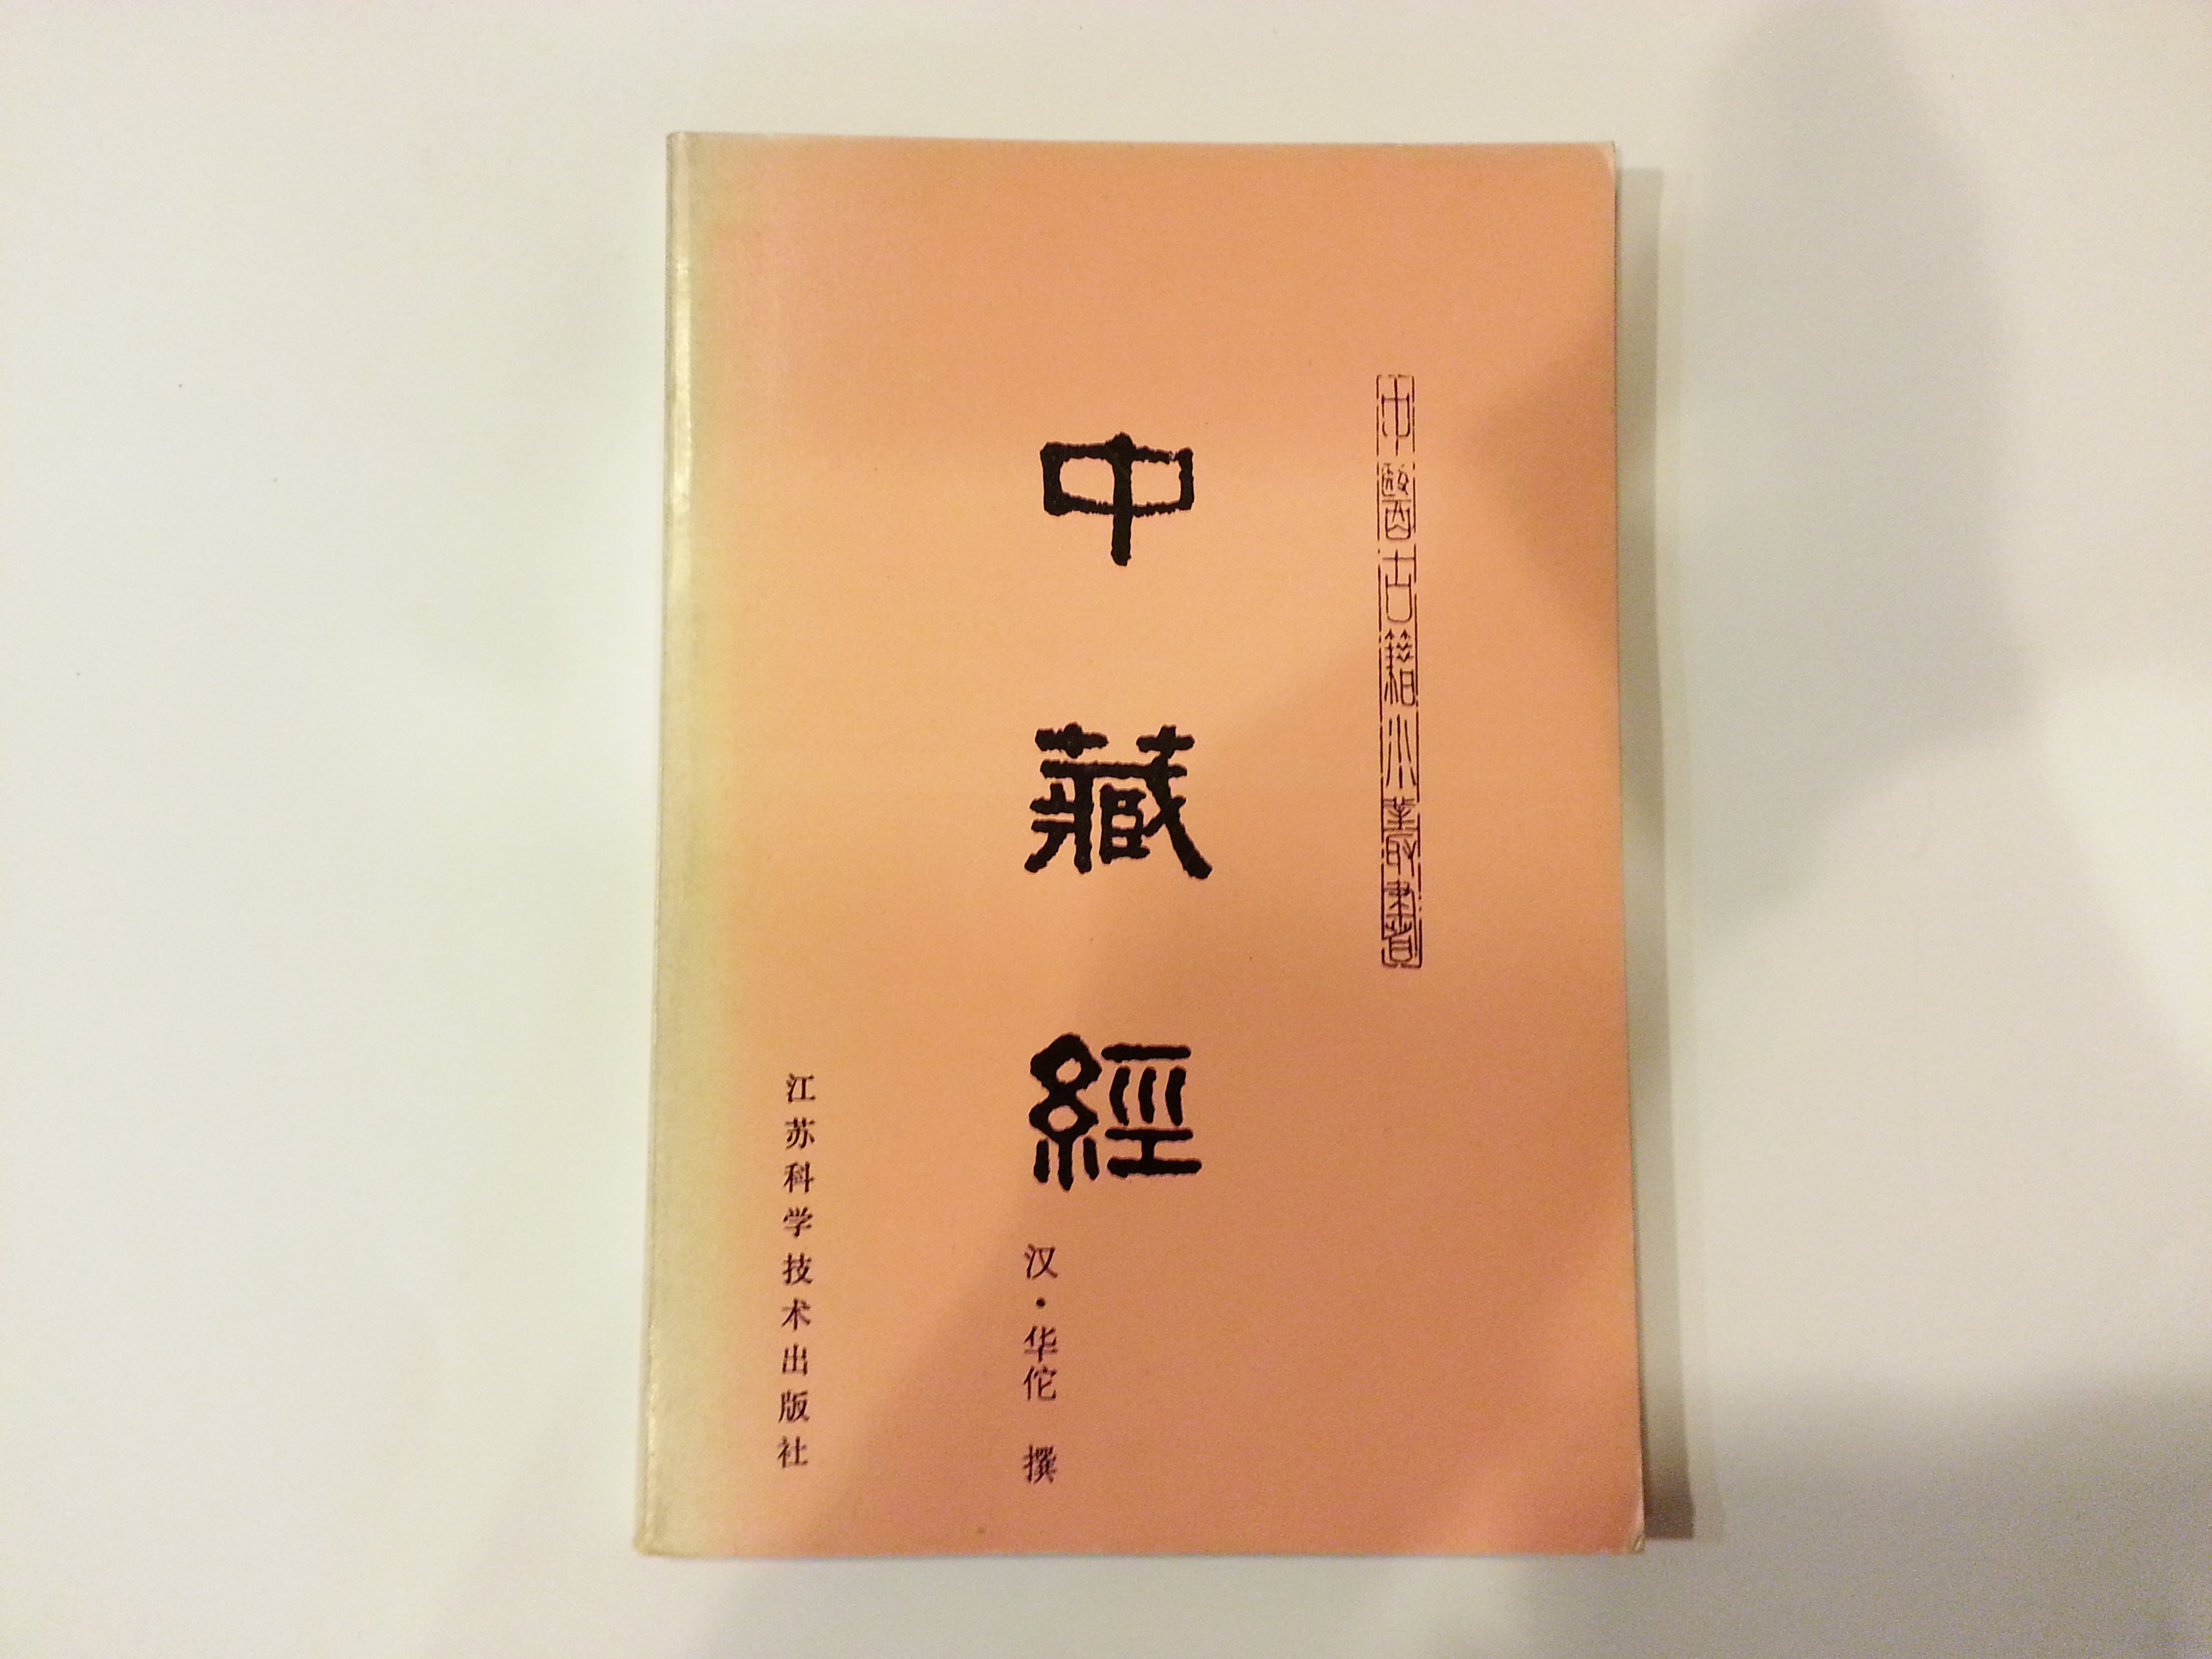 中醫古籍小叢書
中藏經
汉·华佗 撰
江苏科学技术出版社